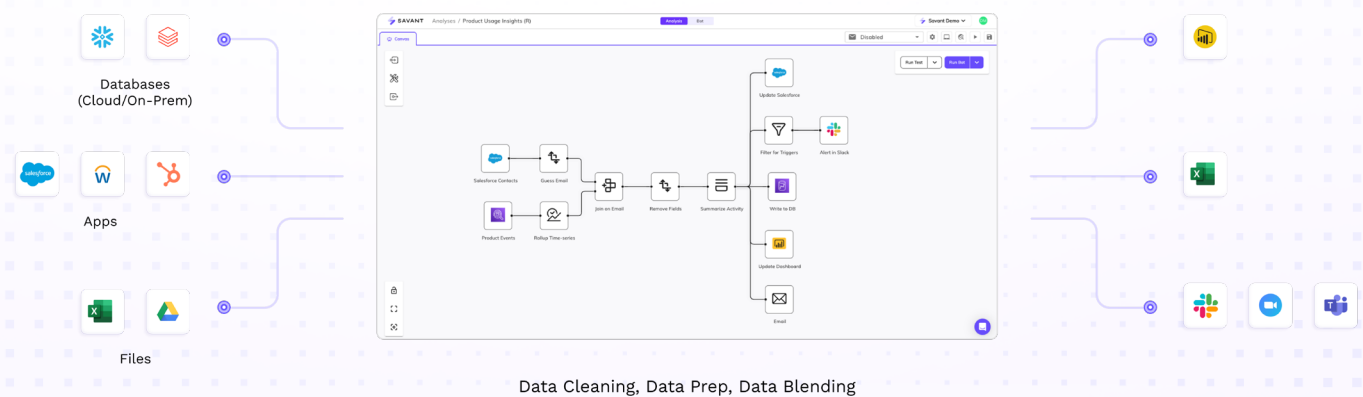 SAVANT Analyses / Product Usage Insights (R)
Analysis Bot
Savant Demo
Canvas
Disabled
Run Test
Run Bot
Databases
(Cloud/On-Prem)
salesforce
Apps
Files
Salesforce Contacts
Guess Email
Product Events
Rollup Time-series
Join on Email
Remove Fields
Summarize Activity
Update Salesforce
Filter for Triggers
Alert in Slack
Write to DB
Update Dashboard
Email
Data Cleaning, Data Prep, Data Blending